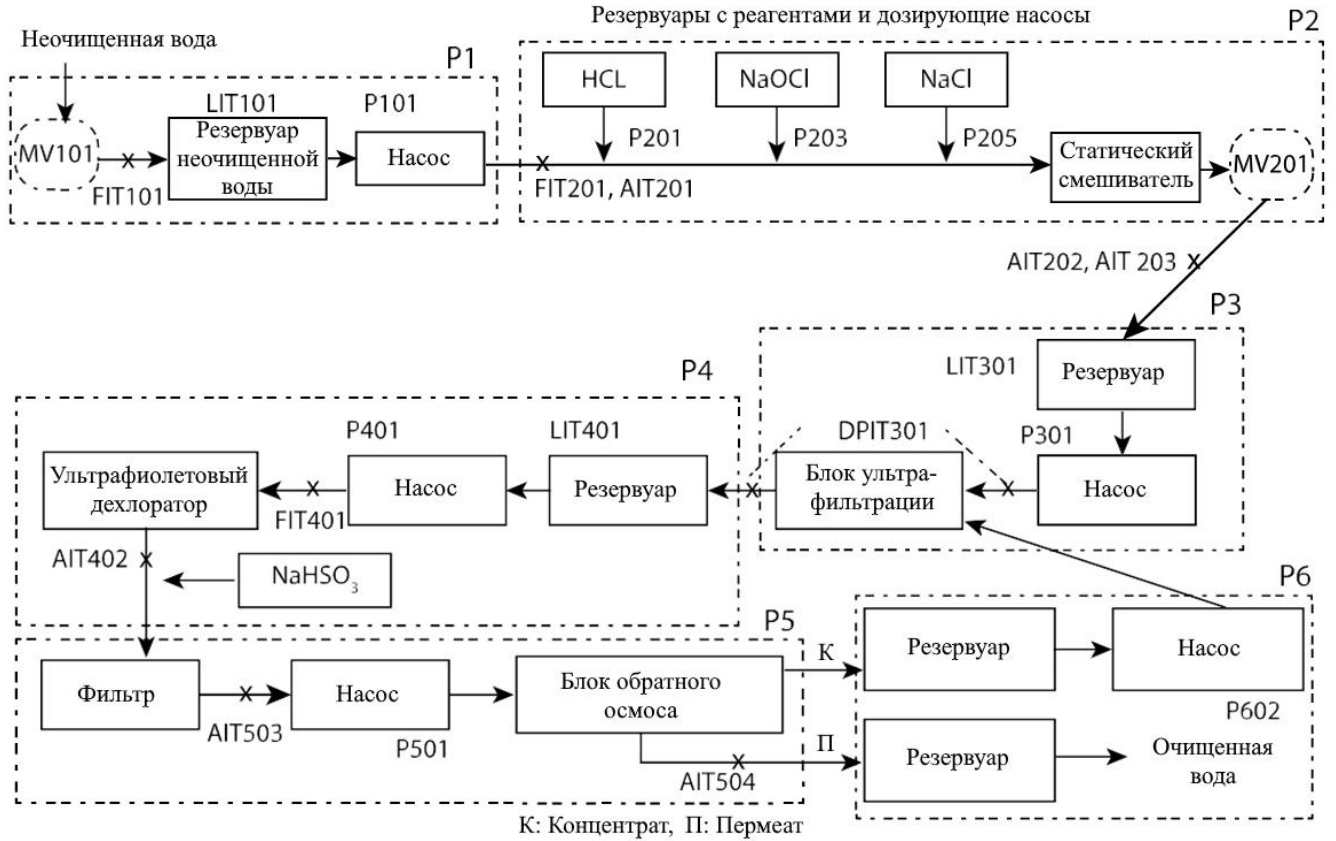 Резервуары с реагентами и дозирующие насосы
P2
Неочищенная вода
P1
HCL
NaOCl
NaCl
LIT101
P101
P201
P203
P205
MV101
Резервуар
неочищенной
воды
Насос
Статический
смешиватель
MV201
FIT101
FIT201, AIT201
AIT202, AIT 203
P3
LIT301
Резервуар
P4
P401
LIT401
DPIT301
P301
Ультрафиолетовый
дехлоратор
Насос
Резервуар
Блок ультра-
фильтрации
Насос
FIT401
AIT402
NaHSO3
P6
P5
К
Резервуар
Насос
Фильтр
Насос
Блок обратного
осмоса
AIT503
P501
P602
П
Резервуар
Очищенная
вода
AIT504
К: Концентрат, П: Пермеат